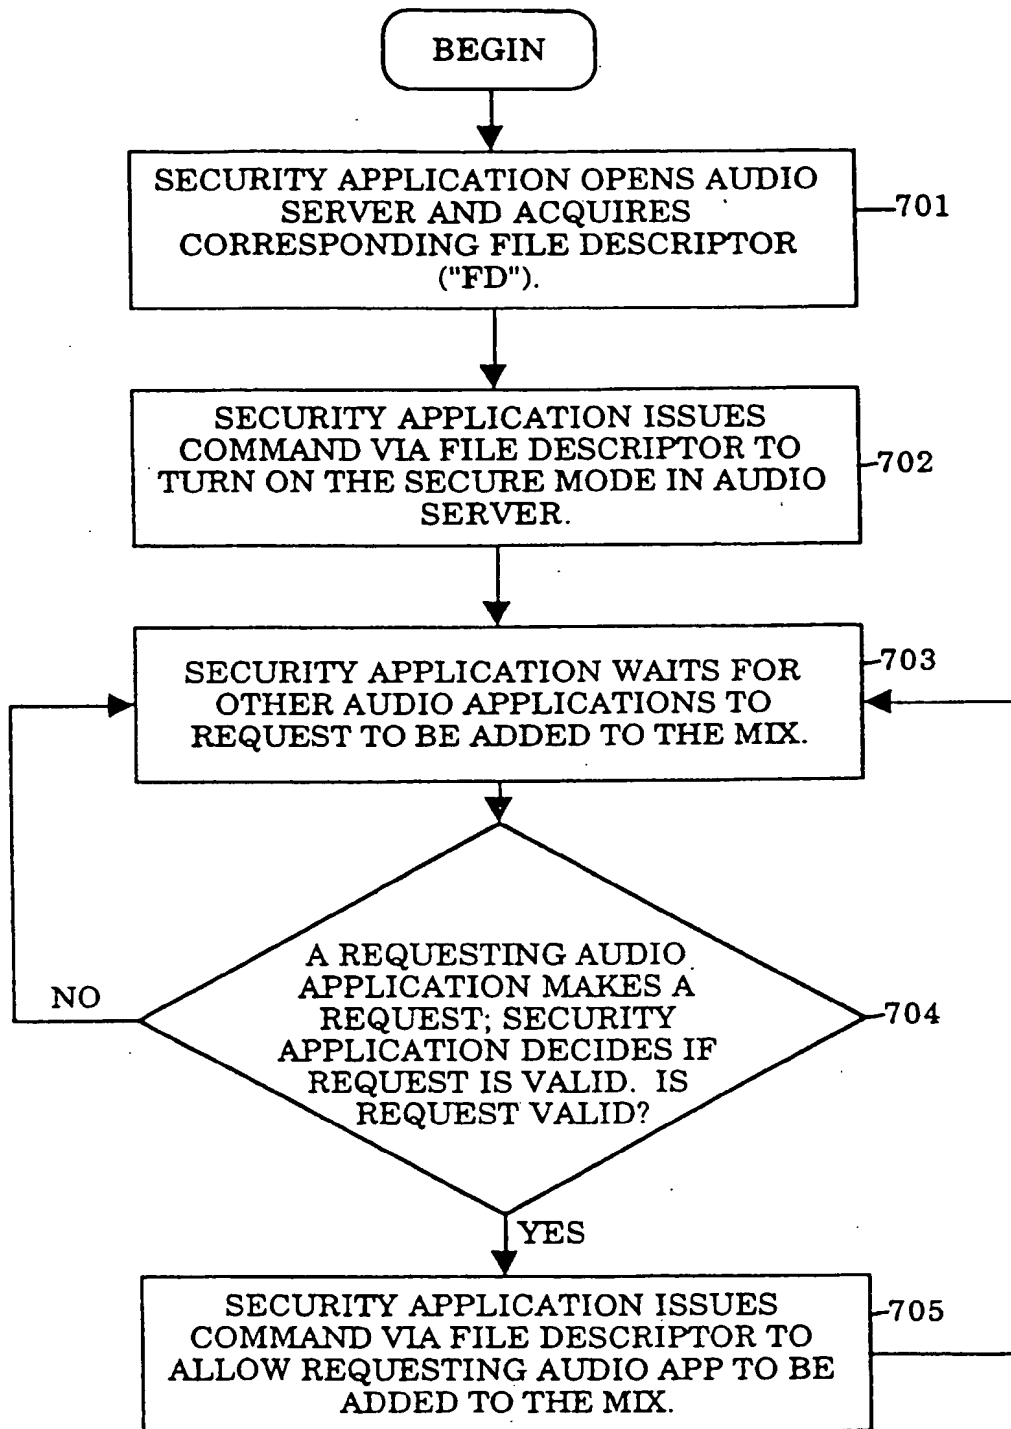 BEGIN
SECURITY APPLICATION OPENS AUDIO
SERVER AND ACQUIRES
CORRESPONDING FILE DESCRIPTOR
("FD").
701
SECURITY APPLICATION ISSUES
COMMAND VIA FILE DESCRIPTOR TO
TURN ON THE SECURE MODE IN AUDIO
SERVER.
702
SECURITY APPLICATION WAITS FOR
OTHER AUDIO APPLICATIONS TO
REQUEST TO BE ADDED TO THE MIX.
703
A REQUESTING AUDIO
APPLICATION MAKES A
REQUEST; SECURITY
APPLICATION DECIDES IF
REQUEST IS VALID. IS
REQUEST VALID?
704
NO
YES
SECURITY APPLICATION ISSUES
COMMAND VIA FILE DESCRIPTOR TO
ALLOW REQUESTING AUDIO APP TO BE
ADDED TO THE MIX.
705